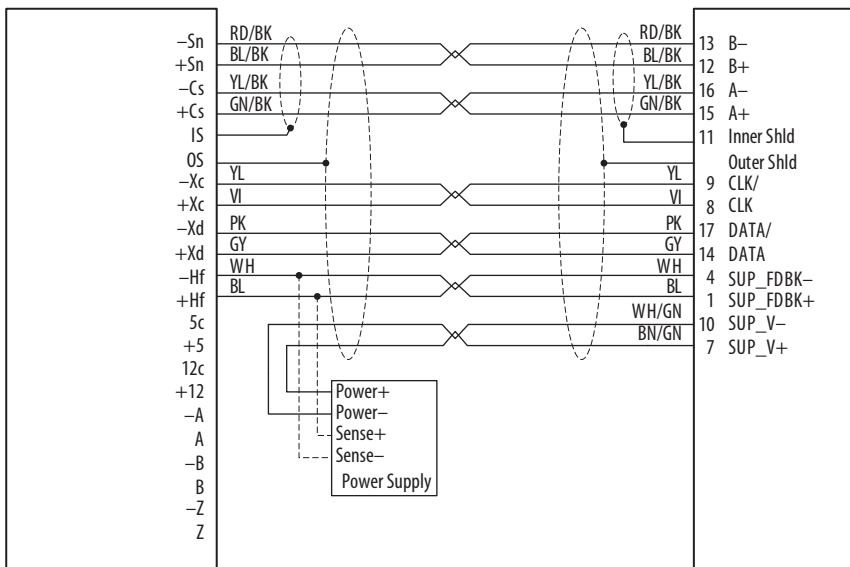 –Sn RD/BK RD/BK 13 B–
+Sn BL/BK BL/BK 12 B+
–Cs YL/BK YL/BK 16 A–
+Cs GN/BK GN/BK 15 A+
IS 11 Inner Shld
OS Outer Shld
–Xc YL YL 9 CLK/
+Xc VI VI 8 CLK
–Xd PK PK 17 DATA/
+Xd GY GY 14 DATA
–Hf WH WH 4 SUP_FDBK–
+Hf BL BL 1 SUP_FDBK+
5c WH/GN 10 SUP_V–
+5 BN/GN 7 SUP_V+
12c
+12 Power+
–A Power–
A Sense+
–B Sense–
B Power Supply
–Z
Z